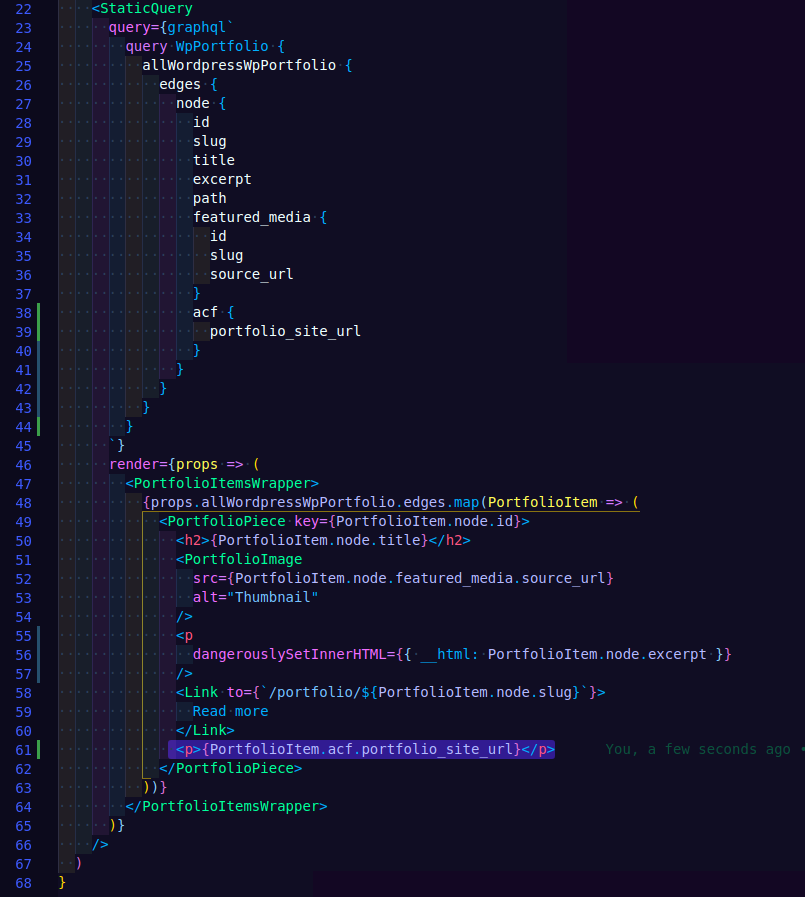 22 <StaticQuery
23 query={graphql`
24 query WpPortfolio {
25 allWordpressWpPortfolio {
26 edges {
27 node {
28 id
29 slug
30 title
31 excerpt
32 path
33 featured_media {
34 id
35 slug
36 source_url
37 }
38 acf {
39 portfolio_site_url
40 }
41 }
42 }
43 }
44 }
45 `}
46 render={props => (
47 <PortfolioItemsWrapper>
48 {props.allWordpressWpPortfolio.edges.map(PortfolioItem => (
49 <PortfolioPiece key={PortfolioItem.node.id}>
50 <h2>{PortfolioItem.node.title}</h2>
51 <PortfolioImage
52 src={PortfolioItem.node.featured_media.source_url}
53 alt="Thumbnail"
54 />
55 <p
56 dangerouslySetInnerHTML={{ __html: PortfolioItem.node.excerpt }}
57 />
58 <Link to={`/portfolio/${PortfolioItem.node.slug}`}>
59 Read more
60 </Link>
61 <p>{PortfolioItem.acf.portfolio_site_url}</p> You, a few seconds ago •
62 </PortfolioPiece>
63 ))}
64 </PortfolioItemsWrapper>
65 )}
66 />
67 )
68 }